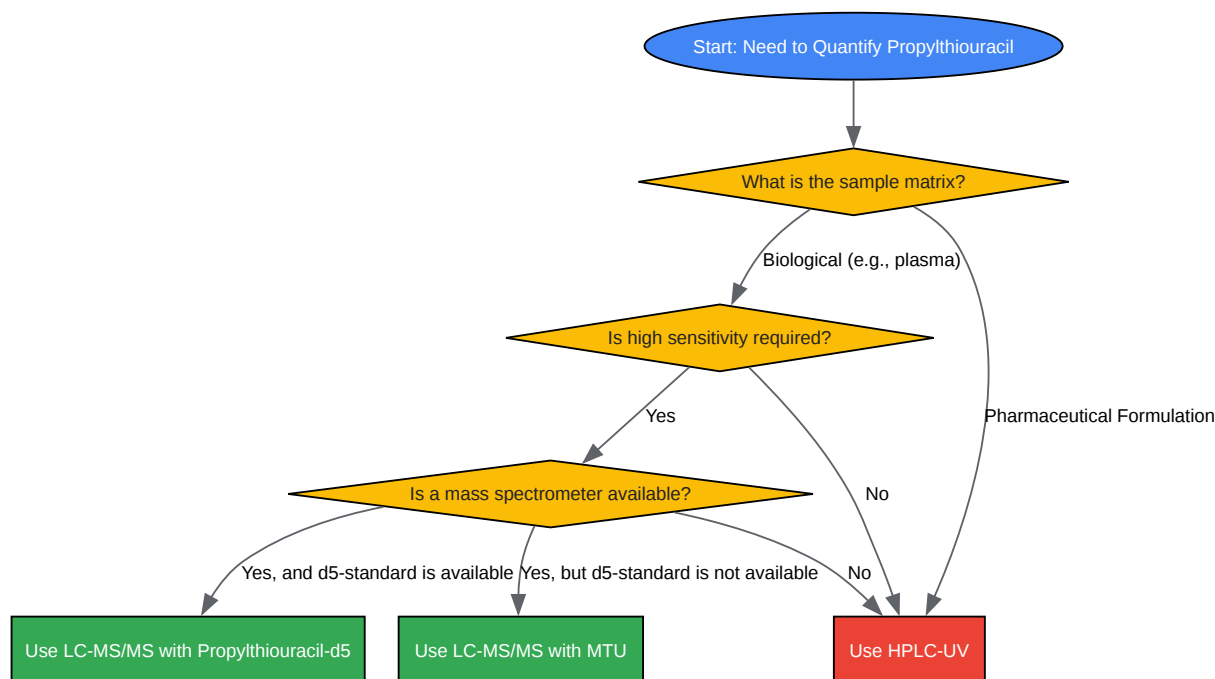 Start: Need to Quantify Propylthiouracil
What is the sample matrix?
Biological (e.g., plasma)
Is high sensitivity required?
Yes
Pharmaceutical Formulation
Is a mass spectrometer available?
No
Yes, and d5-standard is available
Yes, but d5-standard is not available
No
Use LC-MS/MS with Propylthiouracil-d5
Use LC-MS/MS with MTU
Use HPLC-UV